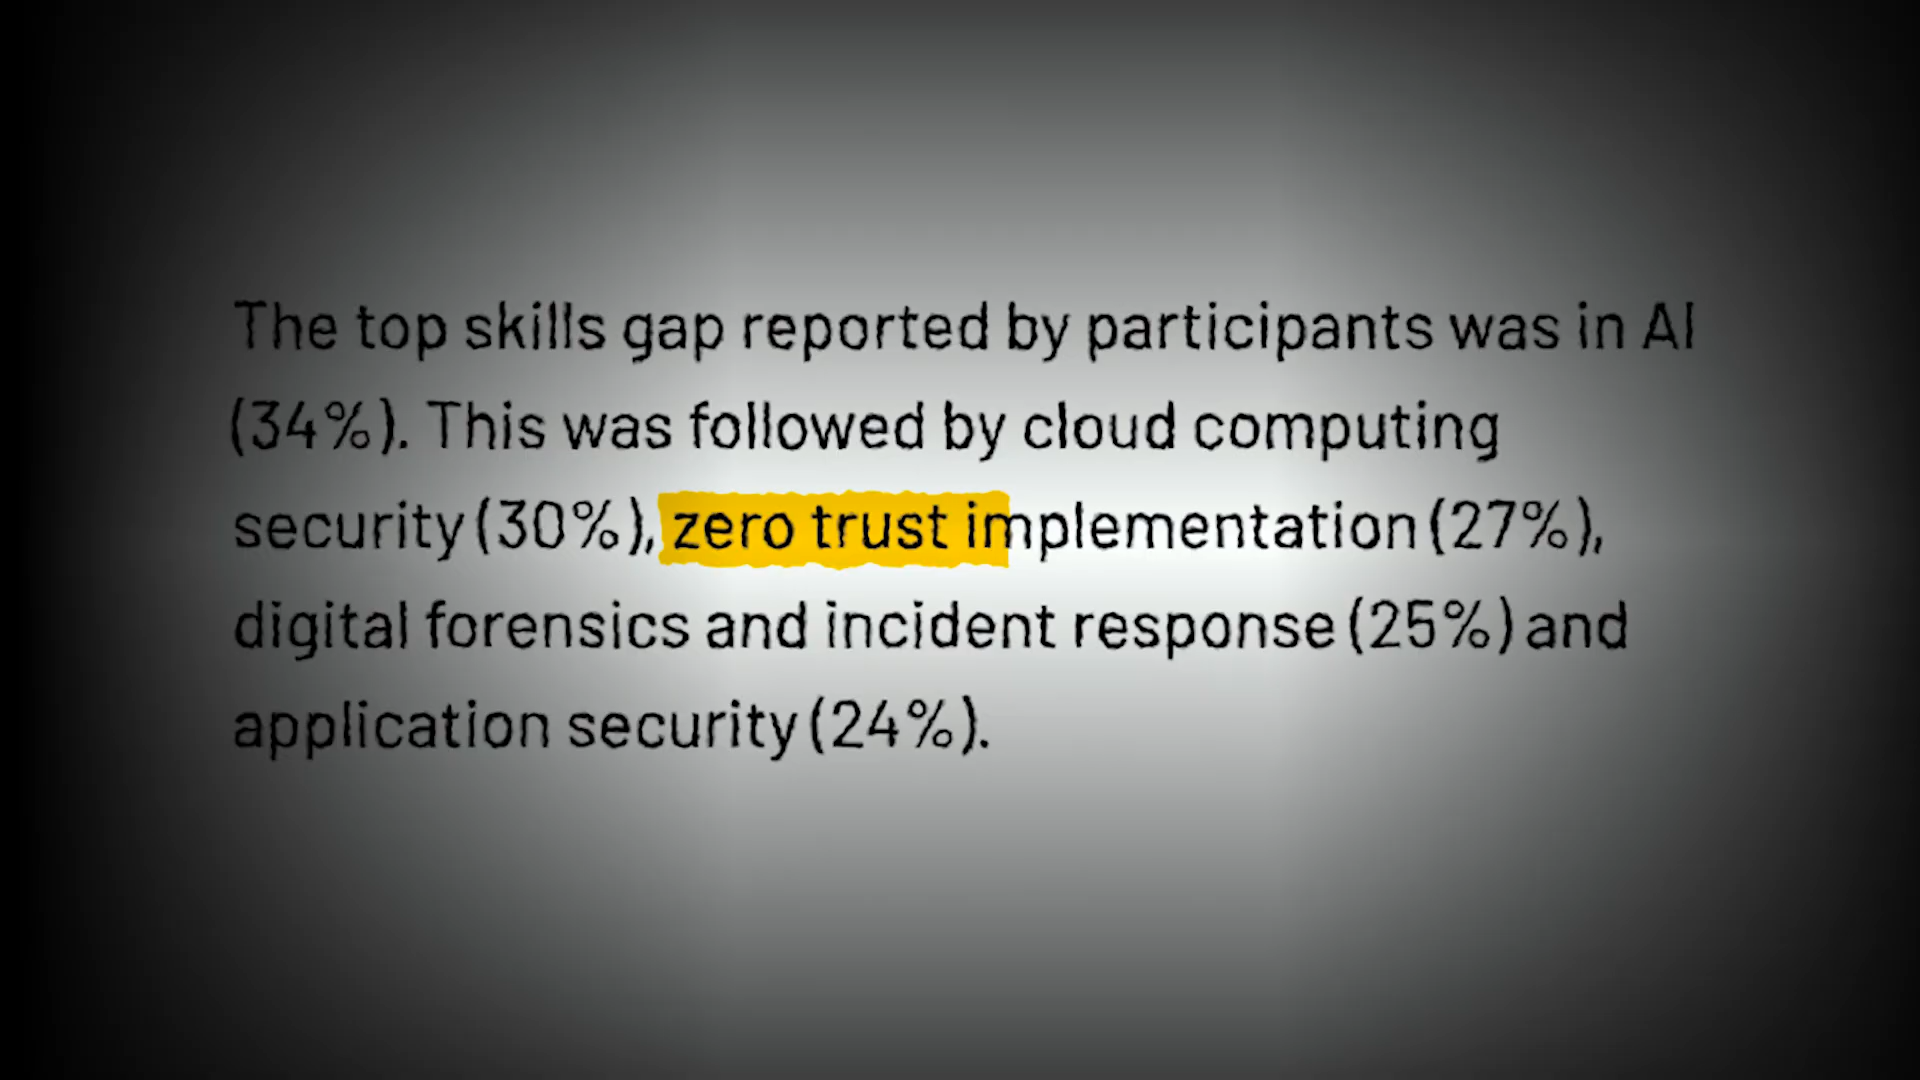 The top skills gap reported by participants was in AI
(34%). This was followed by cloud computing
security (30%), zero trust implementation (27%),
digital forensics and incident response (25%) and
application security (24%).